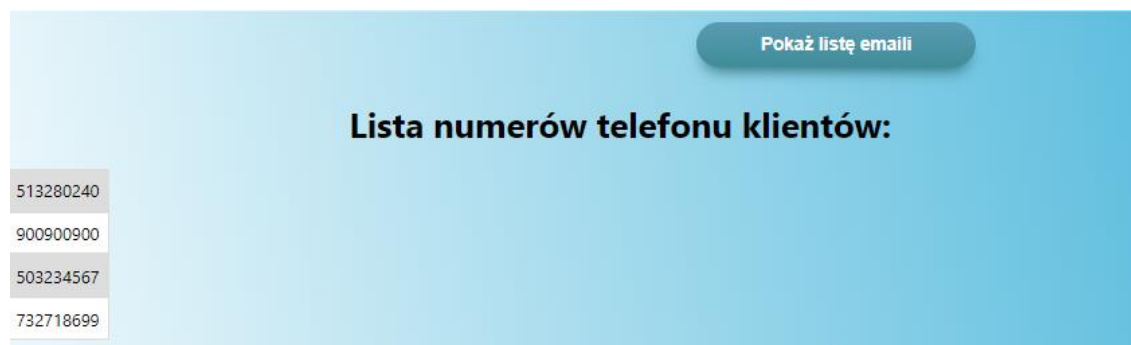 Pokaż listę emaili
Lista numerów telefonu klientów:
513280240
900900900
503234567
732718699